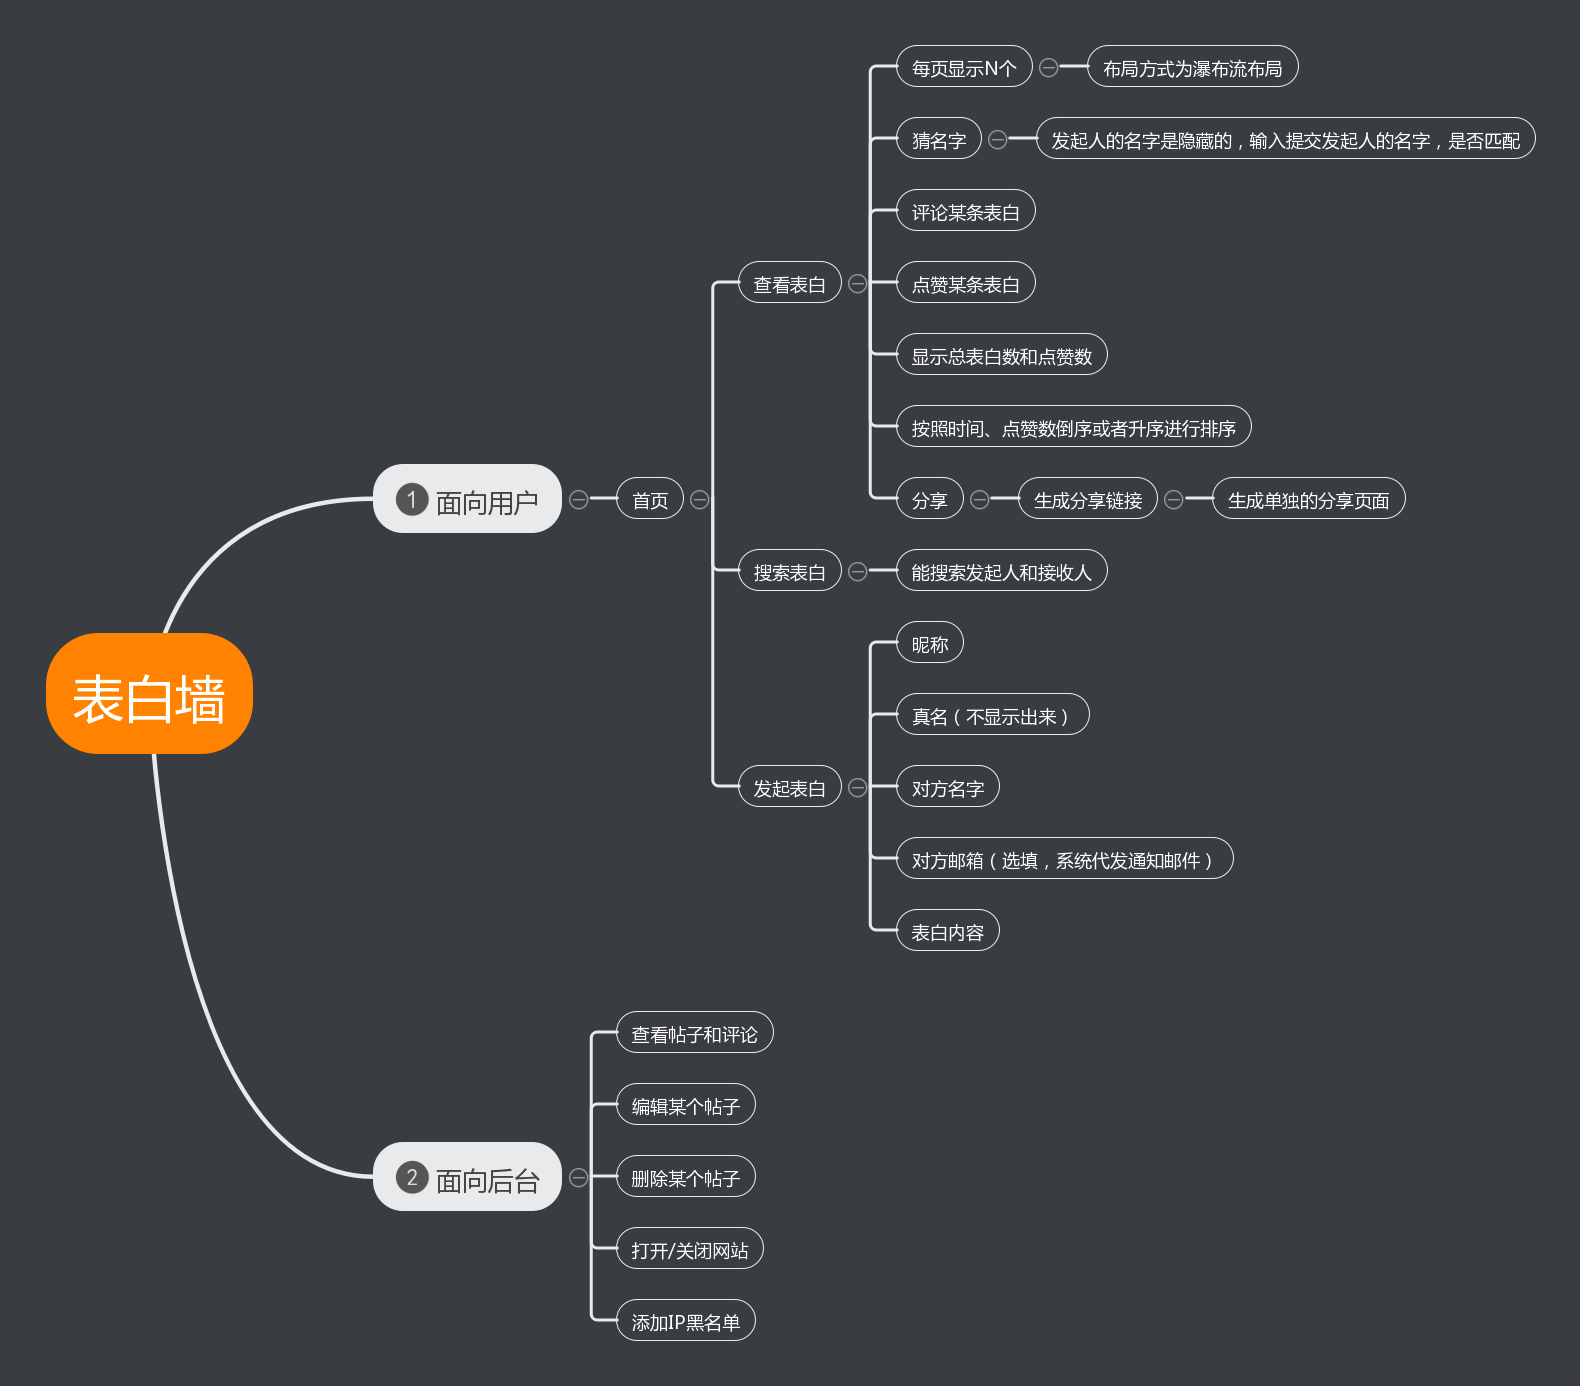 表白墙
1 面向用户
首页
查看表白
每页显示N个
布局方式为瀑布流布局
猜名字
发起人的名字是隐藏的，输入提交发起人的名字，是否匹配
评论某条表白
点赞某条表白
显示总表白数和点赞数
按照时间、点赞数倒序或者升序进行排序
分享
生成分享链接
生成单独的分享页面
搜索表白
能搜索发起人和接收人
发起表白
昵称
真名（不显示出来）
对方名字
对方邮箱（选填，系统代发通知邮件）
表白内容
2 面向后台
查看帖子和评论
编辑某个帖子
删除某个帖子
打开/关闭网站
添加IP黑名单